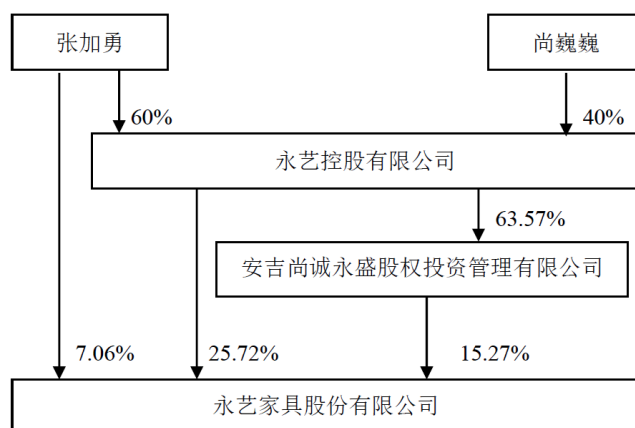 张加勇
尚巍巍
60%
40%
永艺控股有限公司
63.57%
安吉尚诚永盛股权投资管理有限公司
7.06%
25.72%
15.27%
永艺家具股份有限公司